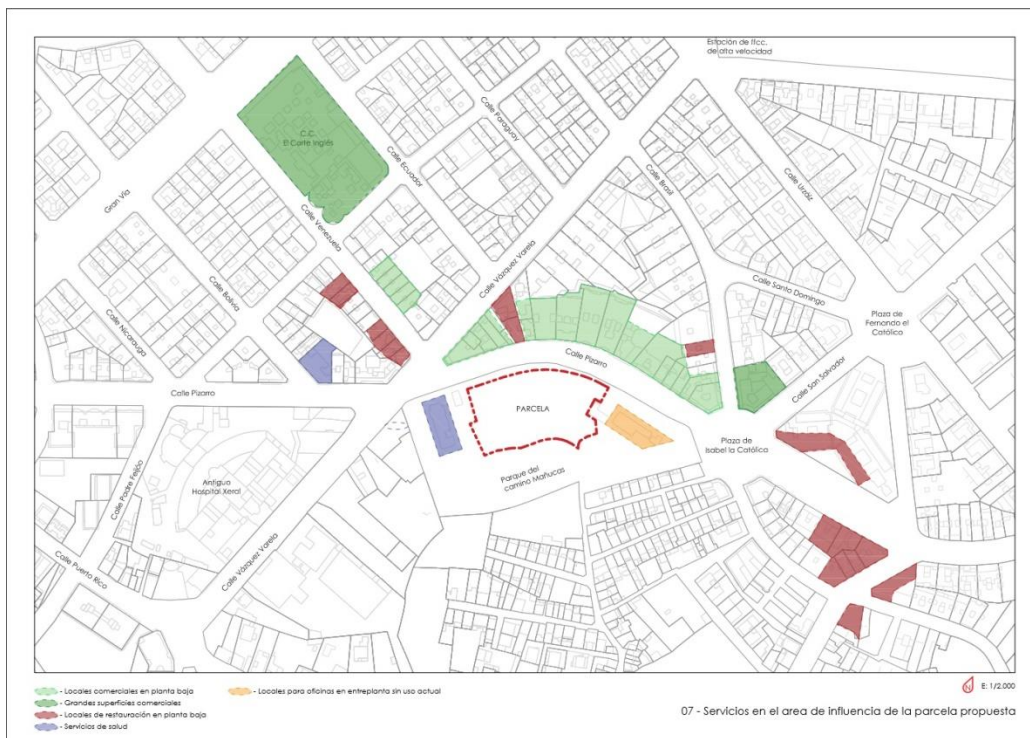 Estación de ffcc.
de alta velocidad
Calle Paraguay
C.C.
El Corte Inglés
Calle Ecuador
Calle Brasil
Calle Urzáiz
Gran Vía
Calle Venezuela
Calle Vázquez Varela
Calle Santo Domingo
Calle Bolivia
Plaza de
Fernando el
Católico
Calle Nicaragua
Calle Pizarro
Calle San Salvador
Calle Pizarro
PARCELA
Plaza de
Isabel la Católica
Parque del
camino Mañucas
Antiguo
Hospital Xeral
Calle Padre Feijóo
Calle Vázquez Varela
Calle Puerto Rico
- Locales comerciales en planta baja
- Grandes superficies comerciales
- Locales de restauración en planta baja
- Servicios de salud
- Locales para oficinas en entreplanta sin uso actual
N
E: 1/2.000
07 - Servicios en el area de influencia de la parcela propuesta